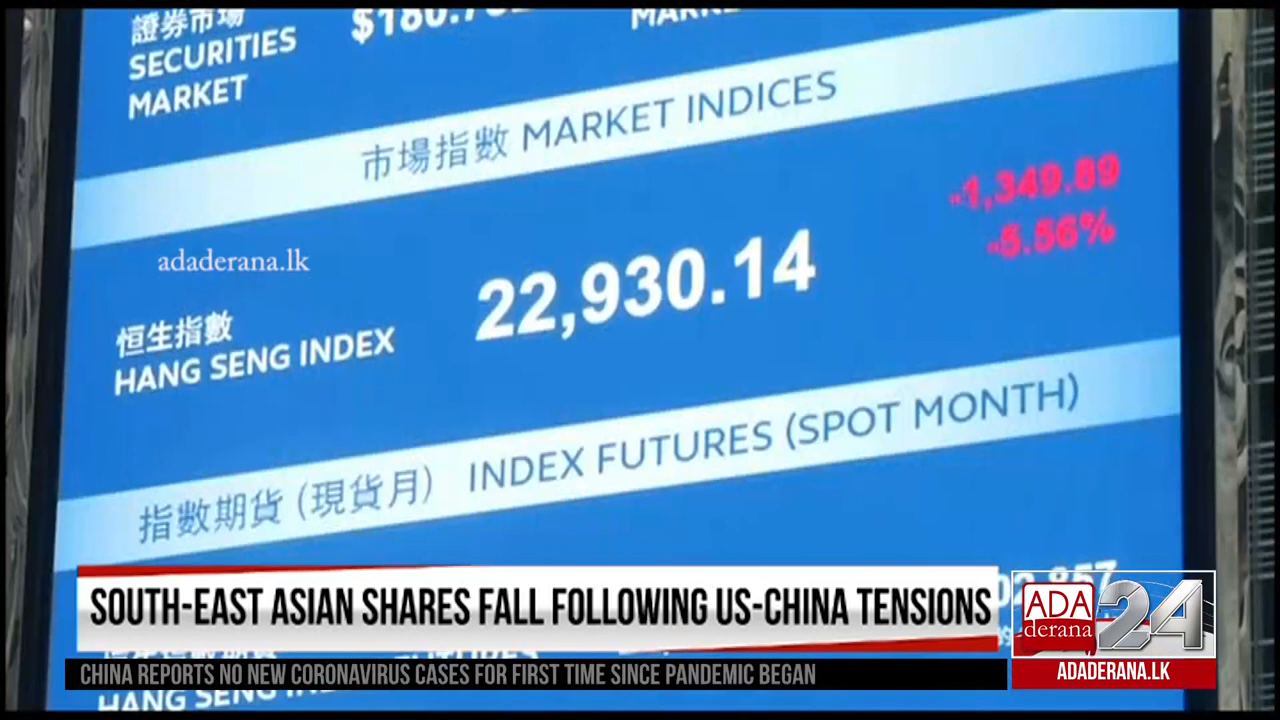 證券市場
SECURITIES
MARKET
市場指數 MARKET INDICES
-1,349.89
-5.56%
adaderana.lk
22,930.14
恒生指數
HANG SENG INDEX
指數期貨 (現貨月) INDEX FUTURES (SPOT MONTH)
SOUTH-EAST ASIAN SHARES FALL FOLLOWING US-CHINA TENSIONS
ADA
derana
24
ADADERANA.LK
CHINA REPORTS NO NEW CORONAVIRUS CASES FOR FIRST TIME SINCE PANDEMIC BEGAN
HANG SENG